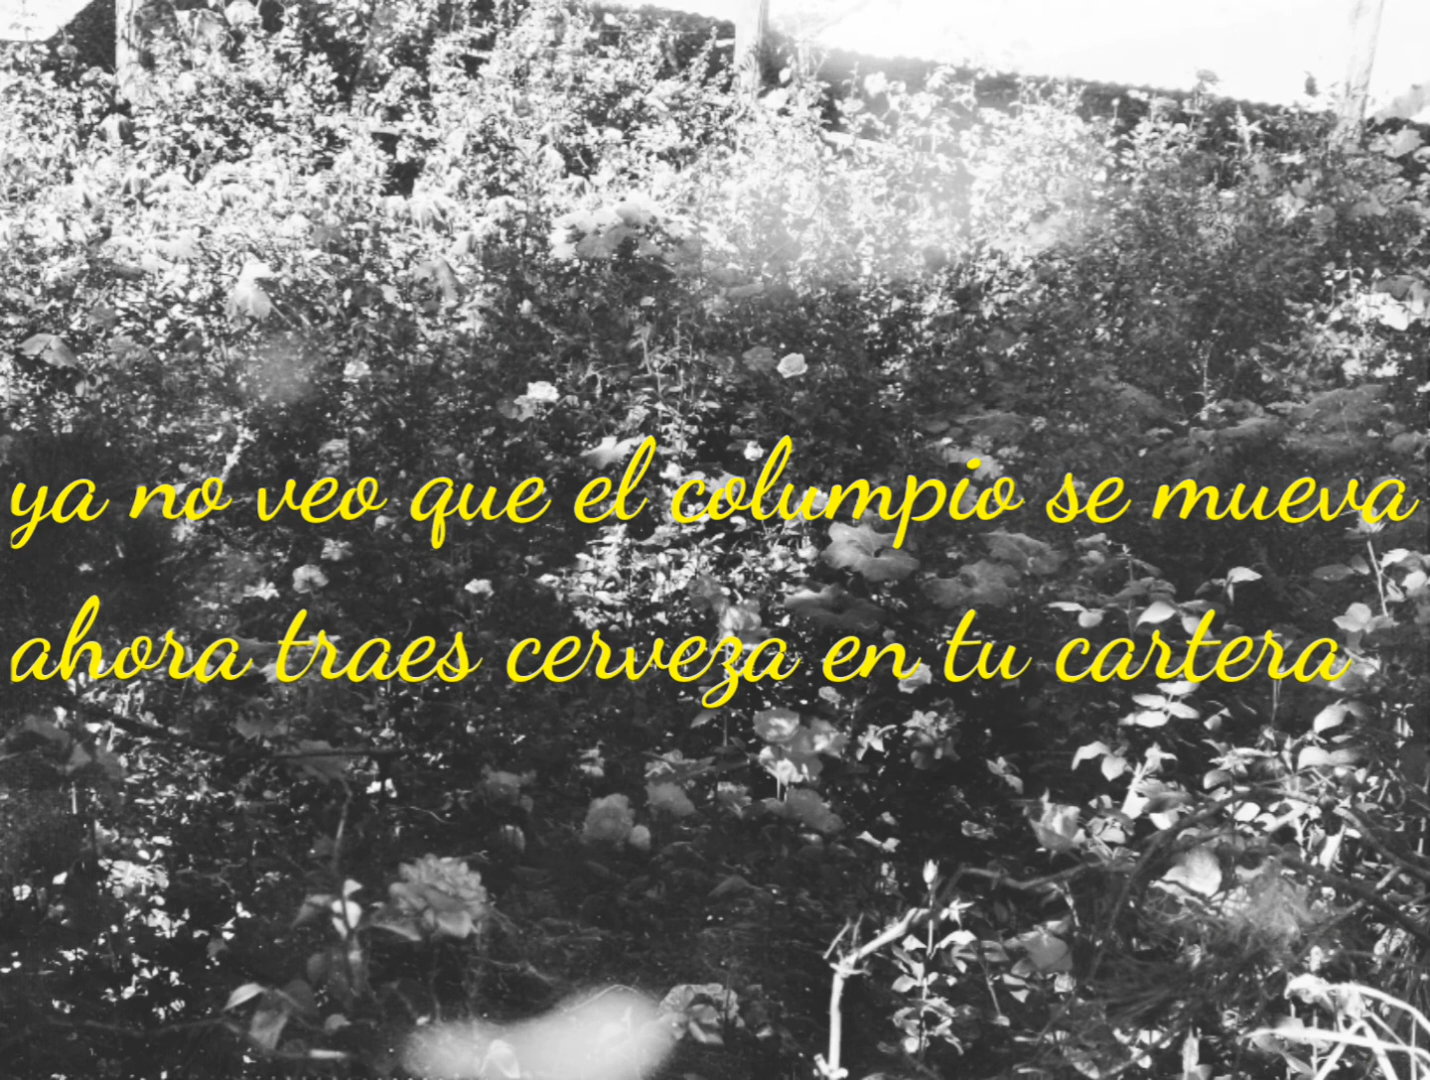 ya no veo que el columpio se mueva
ahora traes cerveza en tu cartera